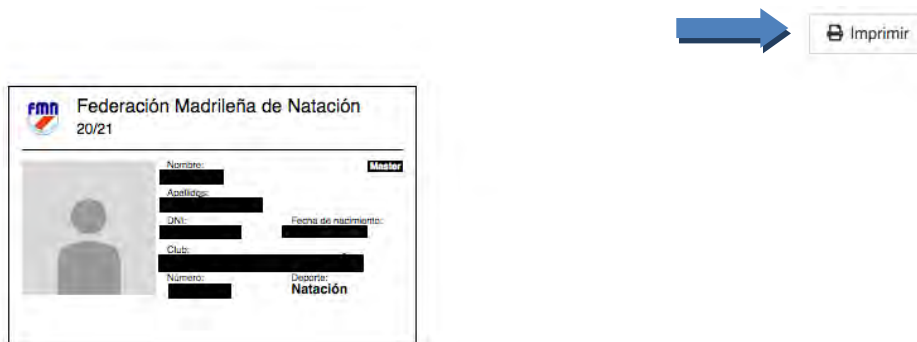 Imprimir
fmn
Federación Madrileña de Natación
20/21
Nombre:
Master
Apellidos:
DNI:
Fecha de nacimiento:
Club:
Número:
Deporte:
Natación